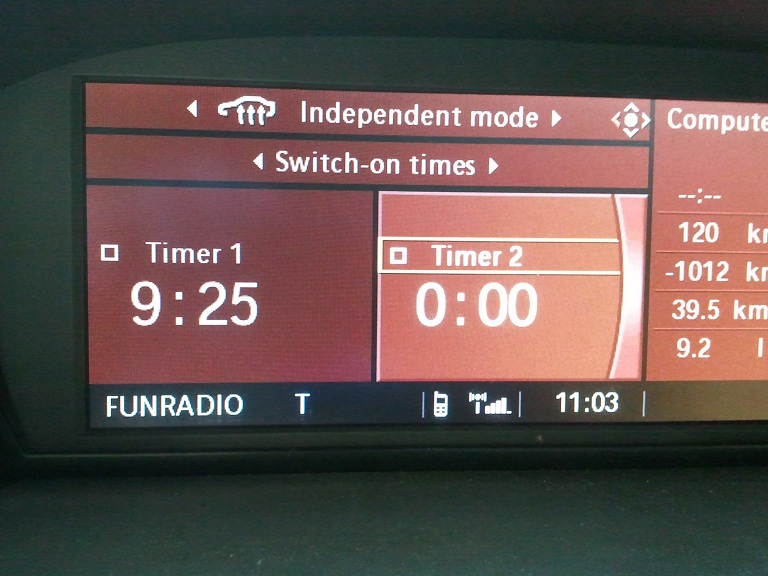 Independent mode
Switch-on times
Timer 1
9:25
Timer 2
0:00
FUNRADIO T 11:03
Compute
--:--
120 k
-1012 k
39.5 km
9.2 l